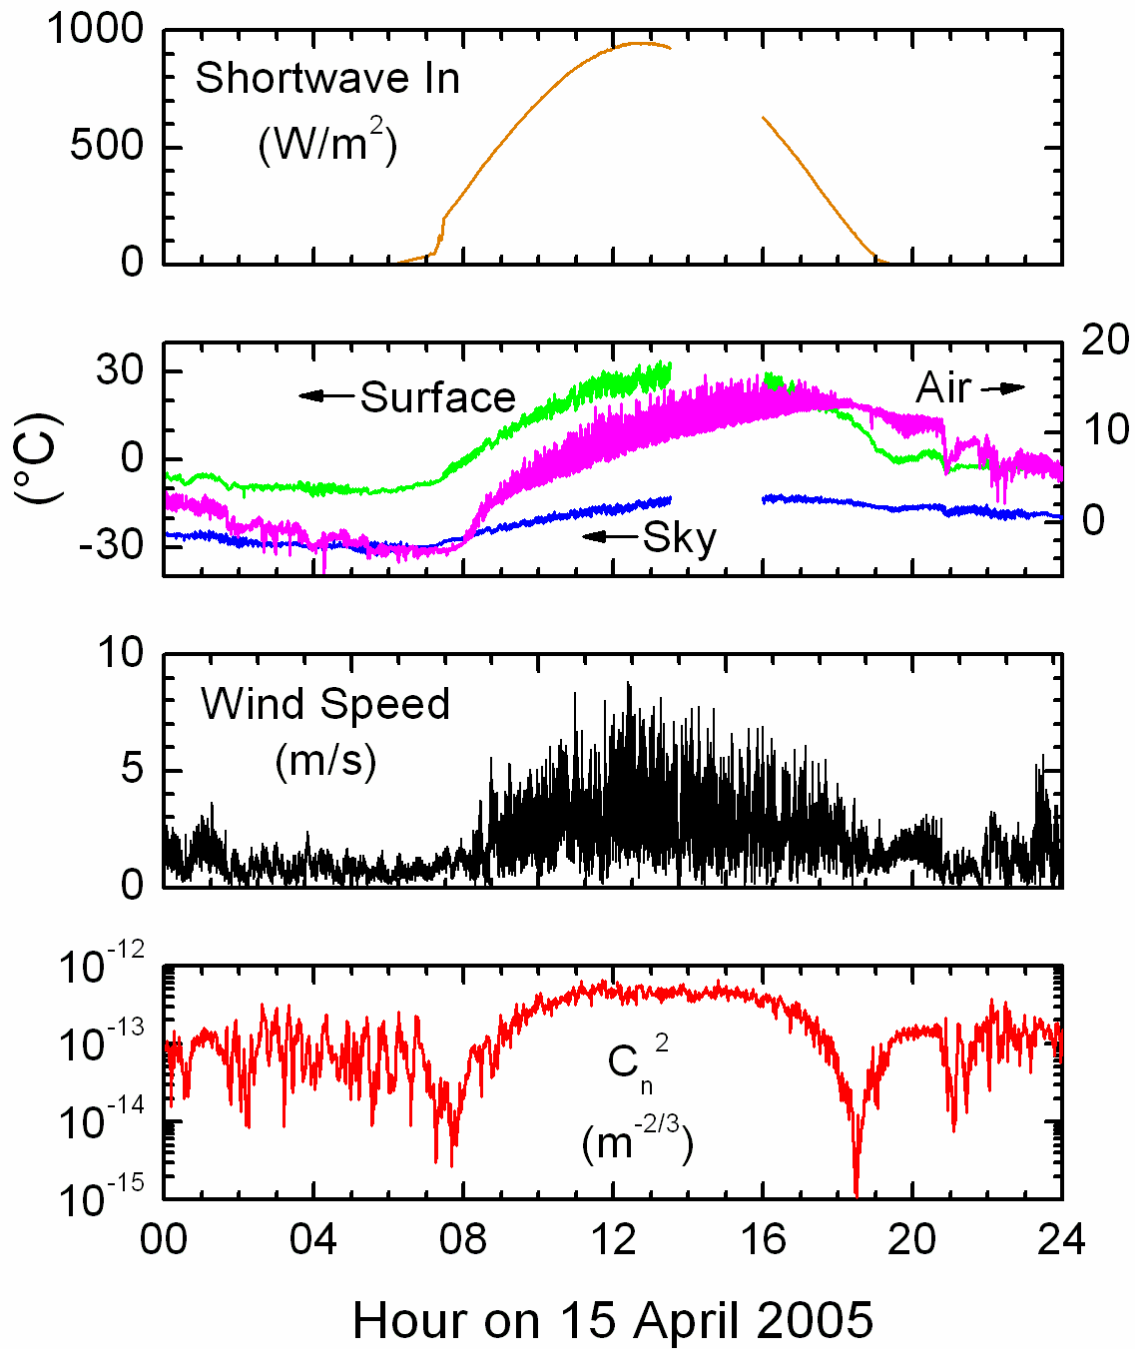 1000
Shortwave In
(W/m²)
500
0
20
30
Surface
Air
10
0
(°C)
Sky
0
-30
10
Wind Speed
(m/s)
5
0
10⁻¹²
10⁻¹³
Cₙ²
10⁻¹⁴
(m⁻²/³)
10⁻¹⁵
00 04 08 12 16 20 24
Hour on 15 April 2005